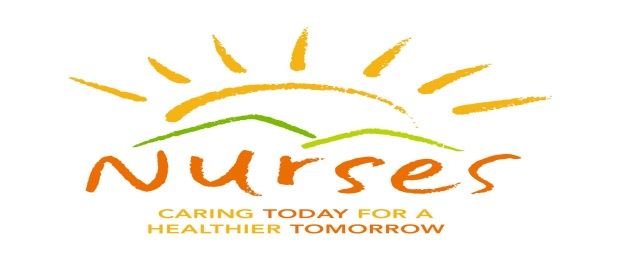 Nurses
CARING TODAY FOR A
HEALTHIER TOMORROW